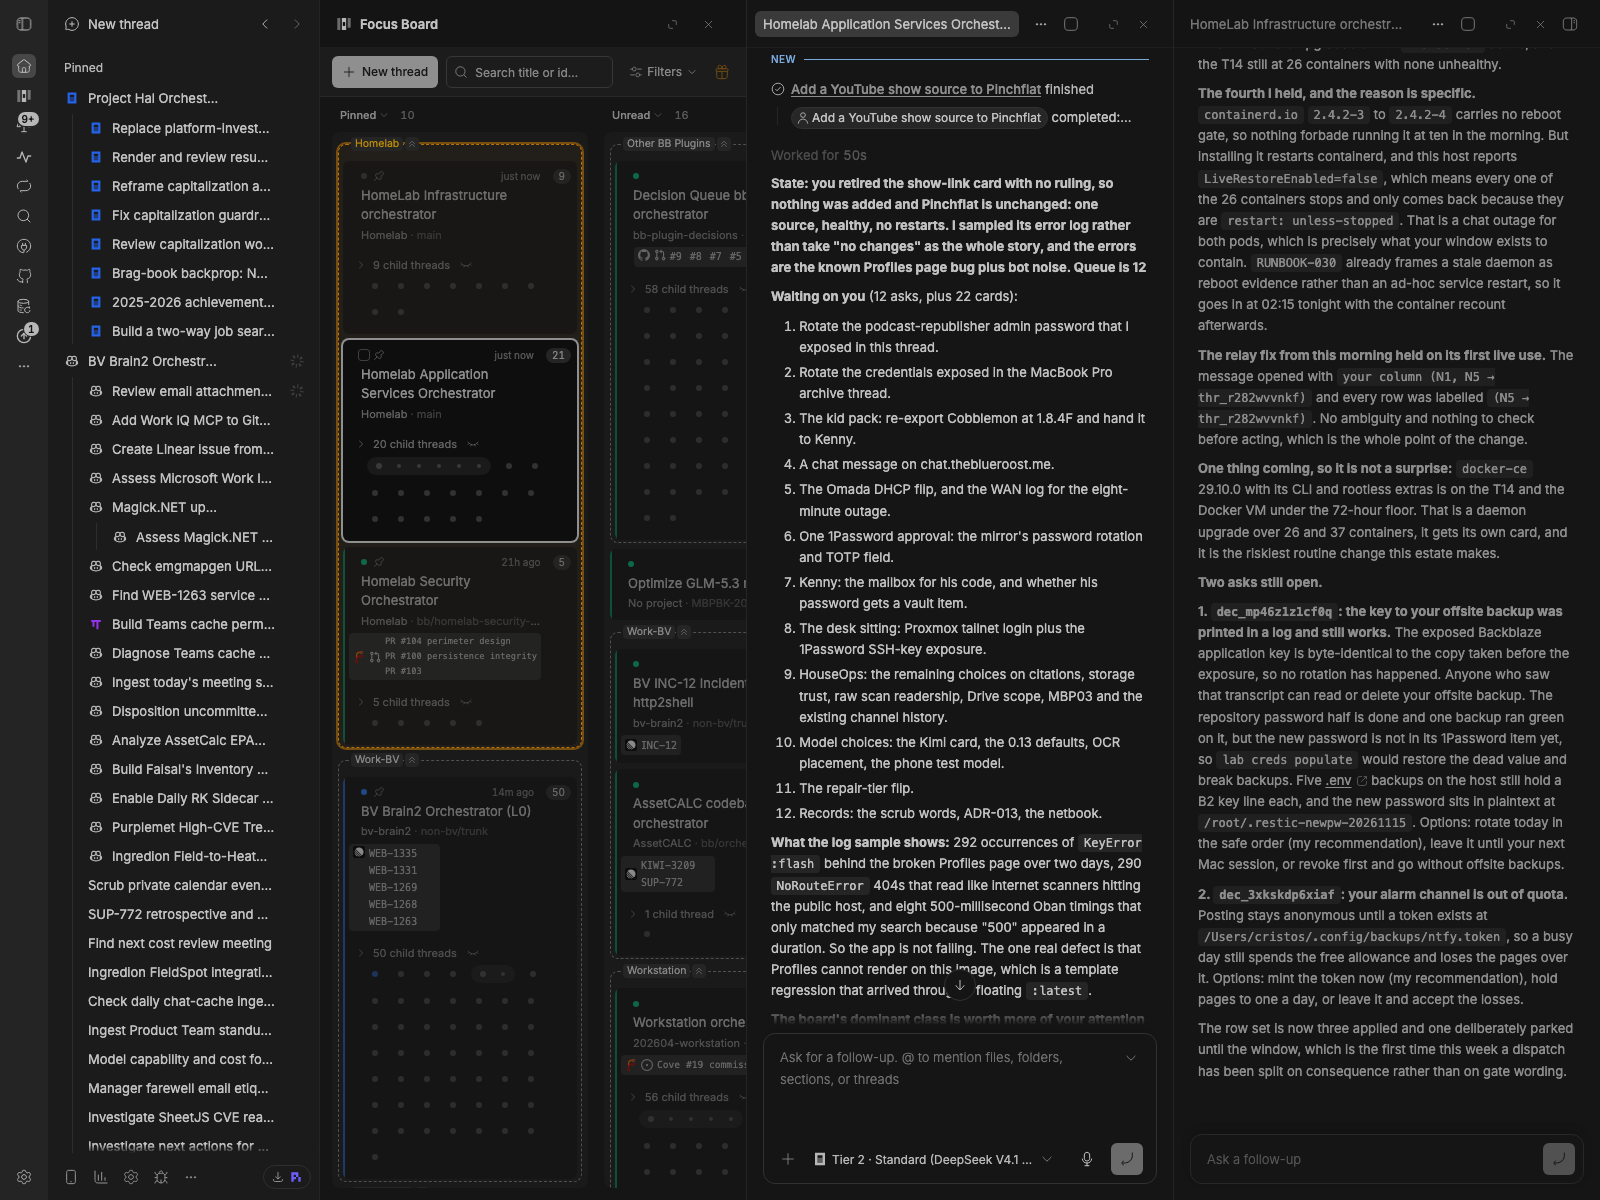 New thread
Pinned
Project Hal Orchest...
Replace platform-invest...
Render and review resu...
Reframe capitalization a...
Fix capitalization guardr...
Review capitalization wo...
Brag-book backprop: N...
2025-2026 achievement...
Build a two-way job sear...
BV Brain2 Orchestr...
Review email attachmen...
Add Work IQ MCP to Git...
Create Linear issue from...
Assess Microsoft Work I...
Magick.NET up...
Assess Magick.NET ...
Check emgmapgen URL...
Find WEB-1263 service ...
Build Teams cache perm...
Diagnose Teams cache ...
Ingest today's meeting s...
Disposition uncommitte...
Analyze AssetCalc EPA...
Build Faisal's Inventory ...
Enable Daily RK Sidecar ...
Purplemet High-CVE Tre...
Ingredion Field-to-Heat...
Scrub private calendar even...
SUP-772 retrospective and ...
Find next cost review meeting
Ingredion FieldSpot integrati...
Check daily chat-cache inge...
Ingest Product Team standu...
Model capability and cost fo...
Manager farewell email etiq...
Investigate SheetJS CVE rea...
Investigate next actions for ...
9+
1
Focus Board
New thread
Search title or id...
Filters
Pinned 10
Homelab
just now 9
HomeLab Infrastructure
orchestrator
Homelab · main
9 child threads
just now 21
Homelab Application
Services Orchestrator
Homelab · main
20 child threads
21h ago 5
Homelab Security
Orchestrator
Homelab · bb/homelab-security-...
PR #104 perimeter design
PR #100 persistence integrity
PR #103
5 child threads
Work-BV
14m ago 50
BV Brain2 Orchestrator (L0)
bv-brain2 · non-bv/trunk
WEB-1335
WEB-1331
WEB-1269
WEB-1268
WEB-1263
50 child threads
Unread 16
Other BB Plugins
Decision Queue bb
orchestrator
bb-plugin-decisions ·
#9 #8 #7 #5
58 child threads
Optimize GLM-5.3 r
No project · MBPBK-20
Work-BV
BV INC-12 Incident
http2shell
bv-brain2 · non-bv/trun
INC-12
AssetCALC codeba
orchestrator
AssetCALC · bb/orche
KIWI-3209
SUP-772
1 child thread
Workstation
Workstation orche
202604-workstation ·
Cove #19 commiss
56 child threads
Homelab Application Services Orchest...
NEW
Add a YouTube show source to Pinchflat finished
Add a YouTube show source to Pinchflat completed:...
Worked for 50s
State: you retired the show-link card with no ruling, so
nothing was added and Pinchflat is unchanged: one
source, healthy, no restarts. I sampled its error log rather
than take "no changes" as the whole story, and the errors
are the known Profiles page bug plus bot noise. Queue is 12
Waiting on you (12 asks, plus 22 cards):
1. Rotate the podcast-republisher admin password that I
exposed in this thread.
2. Rotate the credentials exposed in the MacBook Pro
archive thread.
3. The kid pack: re-export Cobblemon at 1.8.4F and hand it
to Kenny.
4. A chat message on chat.theblueroost.me.
5. The Omada DHCP flip, and the WAN log for the eight-
minute outage.
6. One 1Password approval: the mirror's password rotation
and TOTP field.
7. Kenny: the mailbox for his code, and whether his
password gets a vault item.
8. The desk sitting: Proxmox tailnet login plus the
1Password SSH-key exposure.
9. HouseOps: the remaining choices on citations, storage
trust, raw scan readership, Drive scope, MBP03 and the
existing channel history.
10. Model choices: the Kimi card, the 0.13 defaults, OCR
placement, the phone test model.
11. The repair-tier flip.
12. Records: the scrub words, ADR-013, the netbook.
What the log sample shows: 292 occurrences of KeyError
:flash behind the broken Profiles page over two days, 290
NoRouteError 404s that read like internet scanners hitting
the public host, and eight 500-millisecond Oban timings that
only matched my search because "500" appeared in a
duration. So the app is not failing. The one real defect is that
Profiles cannot render on this image, which is a template
regression that arrived throug floating :latest .
The board's dominant class is worth more of your attention
Ask for a follow-up. @ to mention files, folders,
sections, or threads
Tier 2 · Standard (DeepSeek V4.1 ...
HomeLab Infrastructure orchestr...
the T14 still at 26 containers with none unhealthy.
The fourth I held, and the reason is specific.
containerd.io 2.4.2-3 to 2.4.2-4 carries no reboot
gate, so nothing forbade running it at ten in the morning. But
installing it restarts containerd, and this host reports
LiveRestoreEnabled=false , which means every one of
the 26 containers stops and only comes back because they
are restart: unless-stopped . That is a chat outage for
both pods, which is precisely what your window exists to
contain. RUNBOOK-030 already frames a stale daemon as
reboot evidence rather than an ad-hoc service restart, so it
goes in at 02:15 tonight with the container recount
afterwards.
The relay fix from this morning held on its first live use. The
message opened with your column (N1, N5 →
thr_r282wvvnkf) and every row was labelled (N5 →
thr_r282wvvnkf) . No ambiguity and nothing to check
before acting, which is the whole point of the change.
One thing coming, so it is not a surprise: docker-ce
29.10.0 with its CLI and rootless extras is on the T14 and the
Docker VM under the 72-hour floor. That is a daemon
upgrade over 26 and 37 containers, it gets its own card, and
it is the riskiest routine change this estate makes.
Two asks still open.
1. dec_mp46z1z1cf0q : the key to your offsite backup was
printed in a log and still works. The exposed Backblaze
application key is byte-identical to the copy taken before the
exposure, so no rotation has happened. Anyone who saw
that transcript can read or delete your offsite backup. The
repository password half is done and one backup ran green
on it, but the new password is not in its 1Password item yet,
so lab creds populate would restore the dead value and
break backups. Five .env backups on the host still hold a
B2 key line each, and the new password sits in plaintext at
/root/.restic-newpw-20261115 . Options: rotate today in
the safe order (my recommendation), leave it until your next
Mac session, or revoke first and go without offsite backups.
2. dec_3xkskdp6xiaf : your alarm channel is out of quota.
Posting stays anonymous until a token exists at
/Users/cristos/.config/backups/ntfy.token , so a busy
day still spends the free allowance and loses the pages over
it. Options: mint the token now (my recommendation), hold
pages to one a day, or leave it and accept the losses.
The row set is now three applied and one deliberately parked
until the window, which is the first time this week a dispatch
has been split on consequence rather than on gate wording.
Ask a follow-up